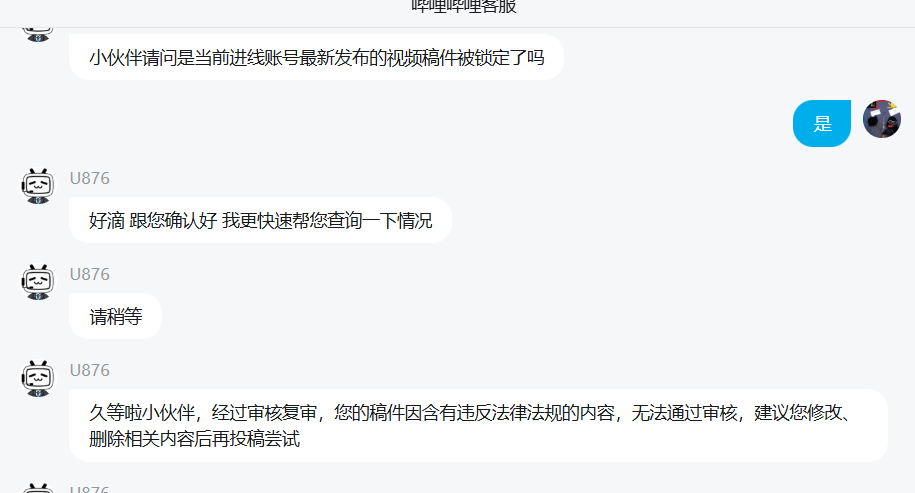 哔哩哔哩客服
小伙伴请问是当前进线账号最新发布的视频稿件被锁定了吗
是
U876
好滴 跟您确认好 我更快速帮您查询一下情况
U876
请稍等
U876
久等啦小伙伴，经过审核复审，您的稿件因含有违反法律法规的内容，无法通过审核，建议您修改、
删除相关内容后再投稿尝试
U876